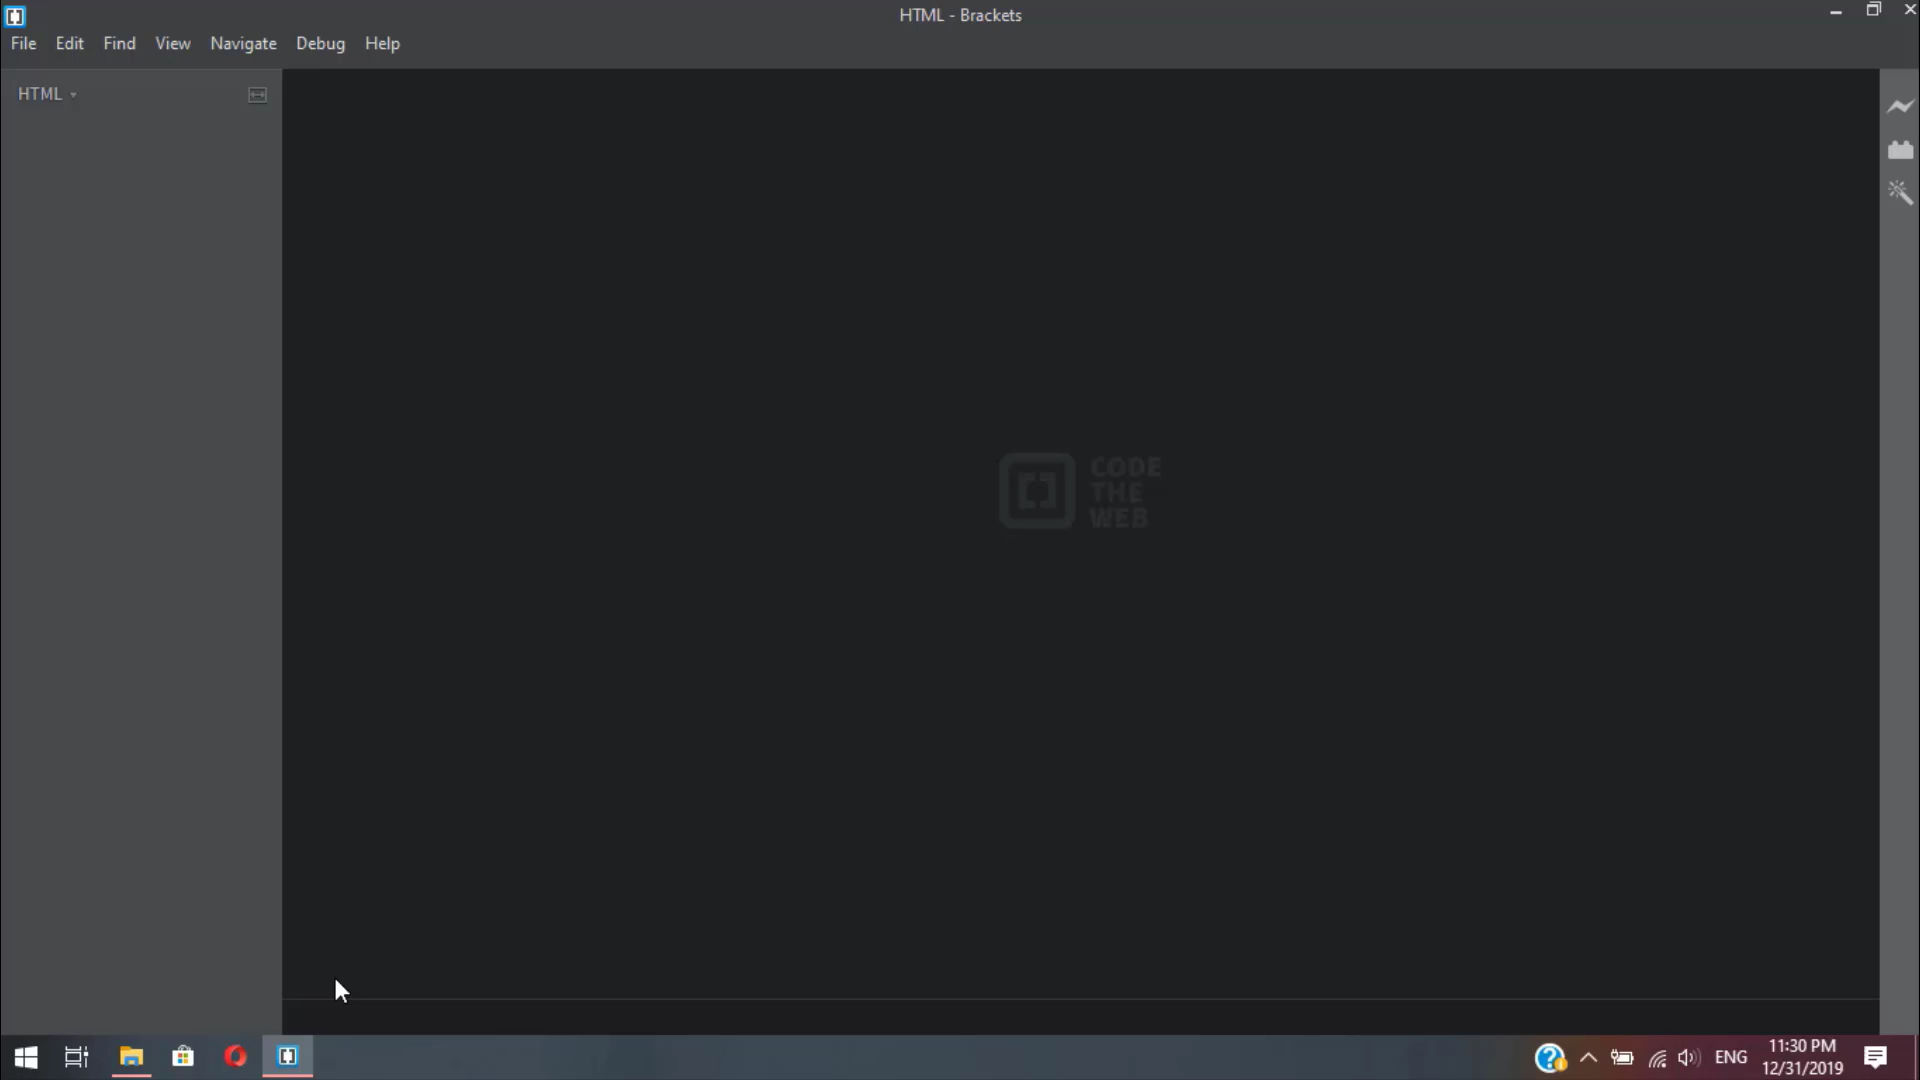 HTML - Brackets
File Edit Find View Navigate Debug Help
HTML
CODE
THE
WEB
ENG
11:30 PM
12/31/2019